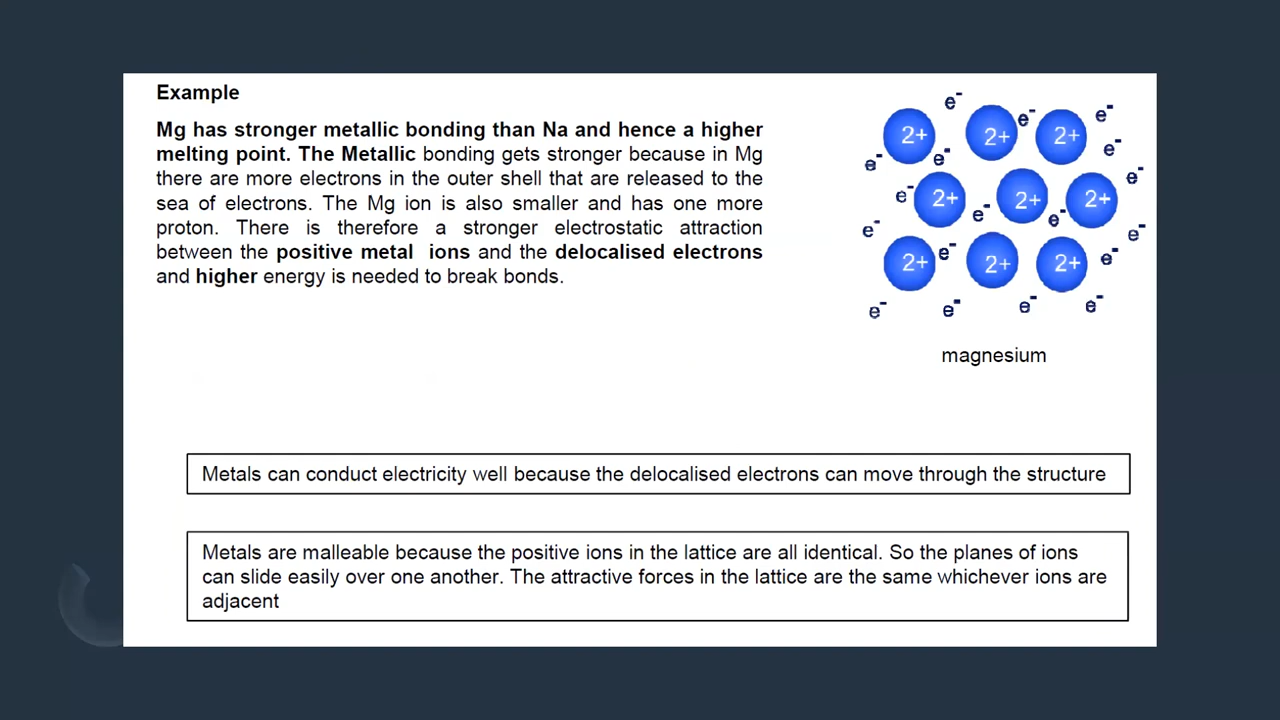 Example
Mg has stronger metallic bonding than Na and hence a higher
melting point. The Metallic bonding gets stronger because in Mg
there are more electrons in the outer shell that are released to the
sea of electrons. The Mg ion is also smaller and has one more
proton. There is therefore a stronger electrostatic attraction
between the positive metal ions and the delocalised electrons
and higher energy is needed to break bonds.
e- e- e-
2+ 2+ 2+
e- e- e-
e-
e- 2+ 2+ 2+
e- e-
e- e-
2+ e- 2+ 2+ e-
e- e- e- e-
magnesium
Metals can conduct electricity well because the delocalised electrons can move through the structure
Metals are malleable because the positive ions in the lattice are all identical. So the planes of ions
can slide easily over one another. The attractive forces in the lattice are the same whichever ions are
adjacent